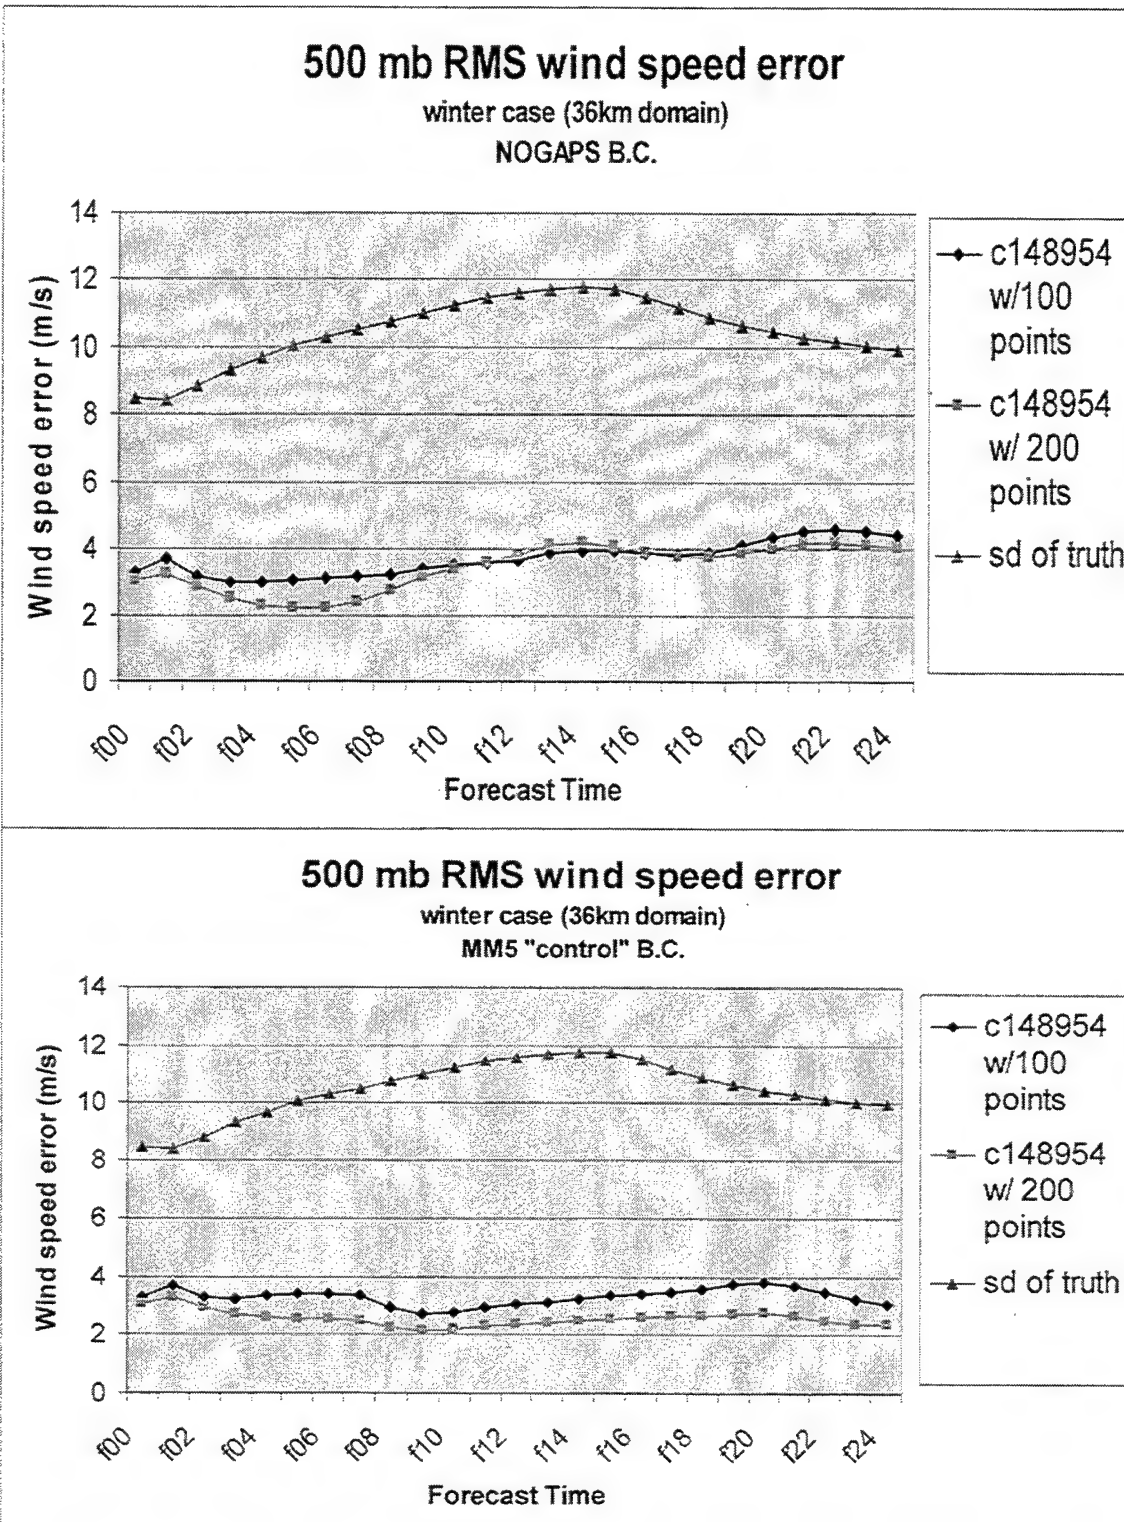 500 mb RMS wind speed error
winter case (36km domain)
NOGAPS B.C.
Wind speed error (m/s)
14
12
10
8
6
4
2
0
f00 f02 f04 f06 f08 f10 f12 f14 f16 f18 f20 f22 f24
Forecast Time
c148954
w/100
points
c148954
w/ 200
points
sd of truth
500 mb RMS wind speed error
winter case (36km domain)
MM5 "control" B.C.
Wind speed error (m/s)
14
12
10
8
6
4
2
0
f00 f02 f04 f06 f08 f10 f12 f14 f16 f18 f20 f22 f24
Forecast Time
c148954
w/100
points
c148954
w/ 200
points
sd of truth